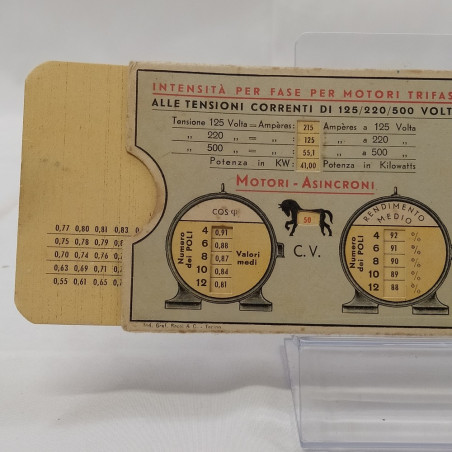 INTENSITÀ PER FASE PER MOTORI TRIFAS
ALLE TENSIONI CORRENTI DI 125/220/500 VOLT
Tensione 125 Volta = Ampères: 215 Ampères a 125 Volta
„ 220 „ = „ : 125 „ a 220 „
„ 500 „ = „ : 55,1 „ a 500 „
Potenza in KW: 41,00 Potenza in Kilowatts
MOTORI - ASINCRONI
COS φ
Numero dei POLI
4 0,91
6 0,88
8 0,87
10 0,84
12 0,81
Valori medi
50
C.V.
RENDIMENTO MEDIO
Numero dei POLI
4 92 %
6 91 %
8 90 %
10 89 %
12 88 %
0,77 0,80 0,81 0,83
0,75 0,78 0,79
0,70 0,74 0,76
0,63 0,69 0,71
0,55 0,61 0,65